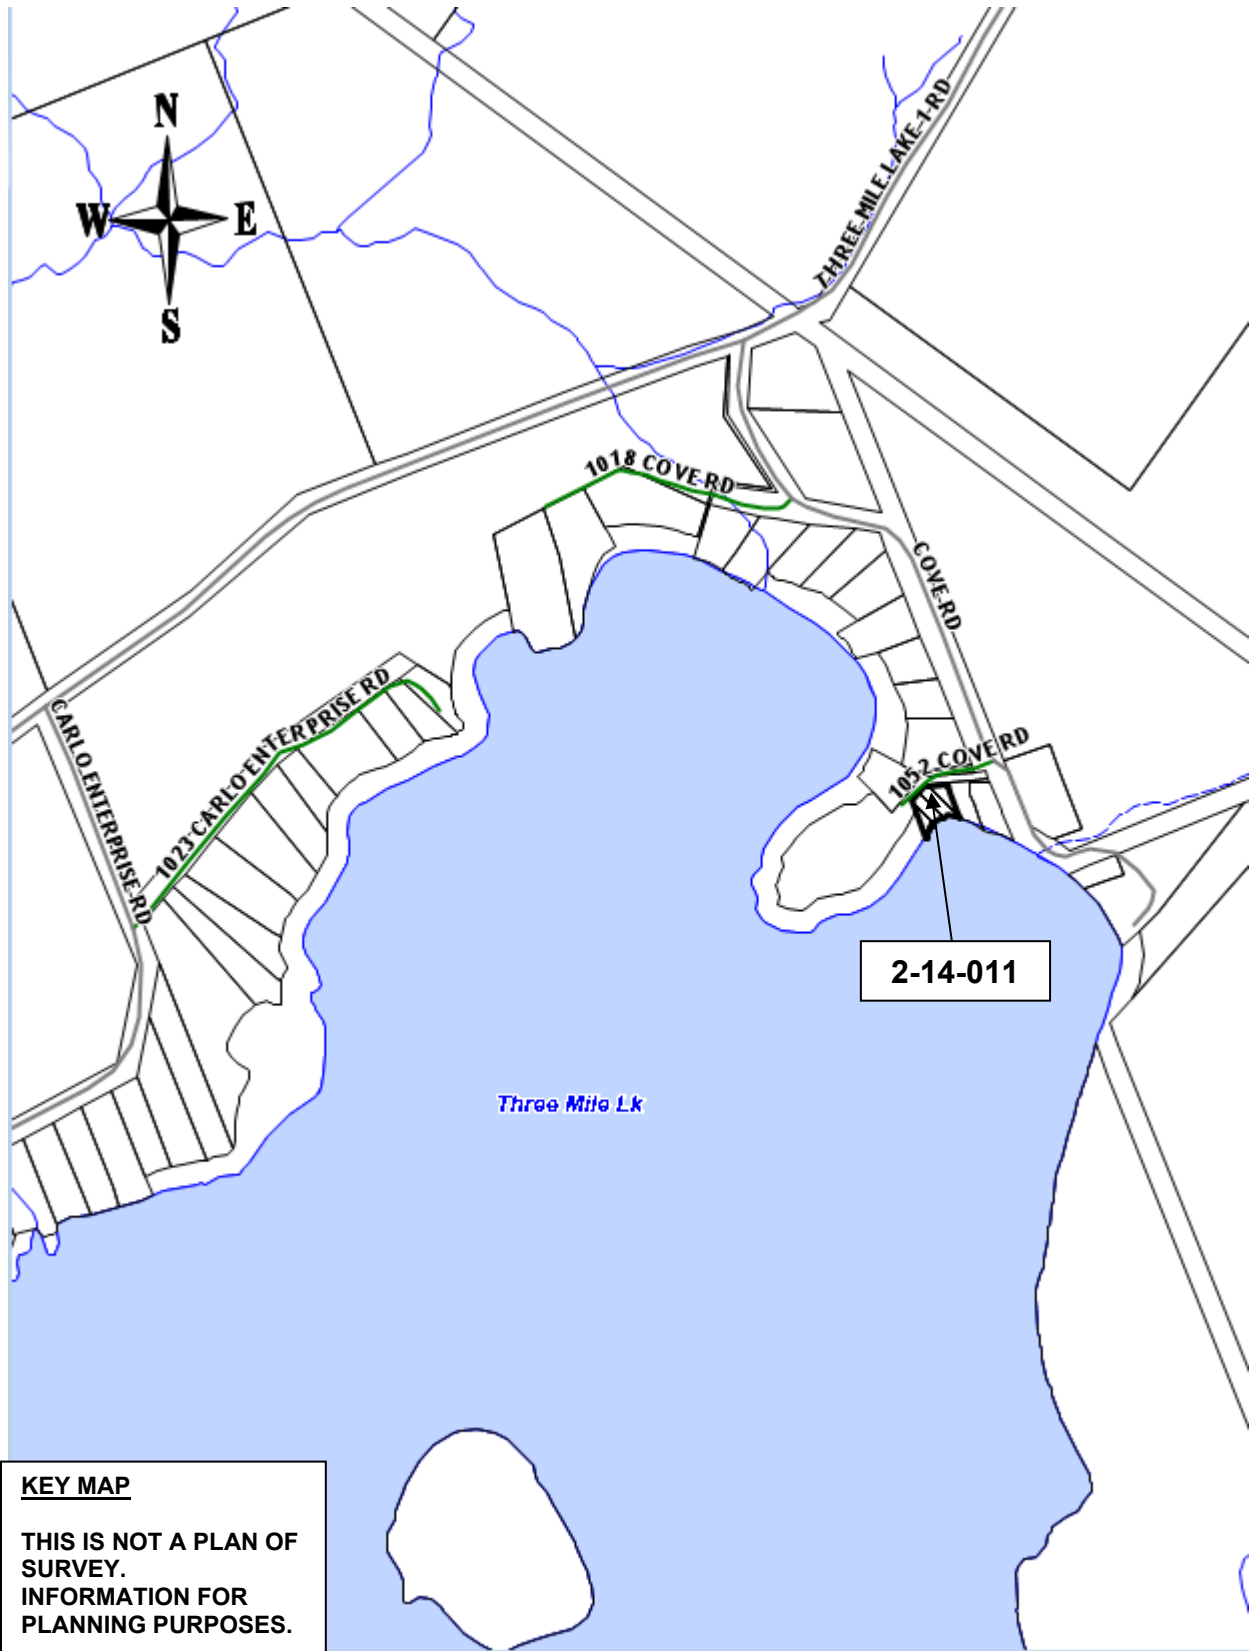 N
W E
S
THREE MILE LAKE 1 RD
1018 COVE RD
COVE RD
CARLO ENTERPRISE RD
1023 CARLO ENTERPRISE RD
1052 COVE RD
2-14-011
Three Mile Lk
KEY MAP
THIS IS NOT A PLAN OF
SURVEY.
INFORMATION FOR
PLANNING PURPOSES.